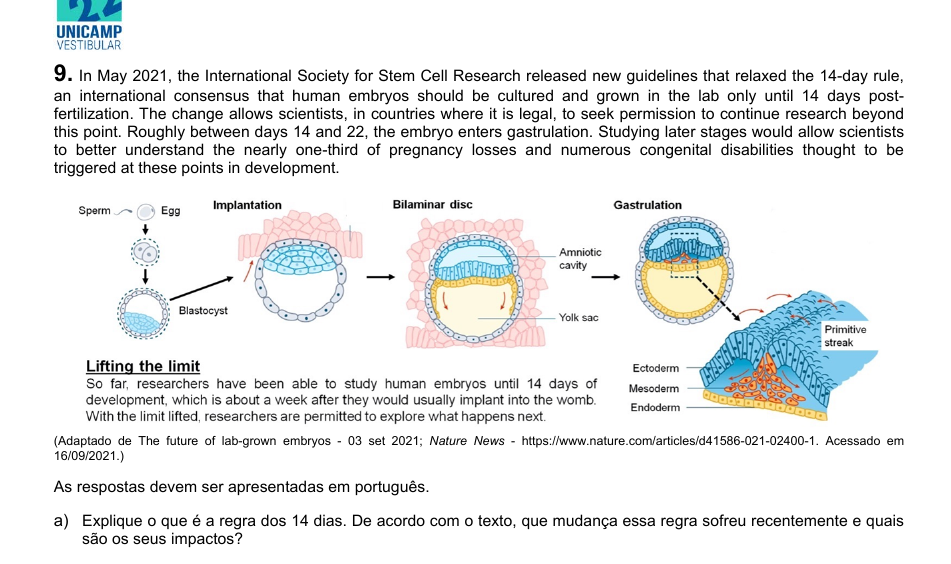 22
UNICAMP
VESTIBULAR
9. In May 2021, the International Society for Stem Cell Research released new guidelines that relaxed the 14-day rule,
an international consensus that human embryos should be cultured and grown in the lab only until 14 days post-
fertilization. The change allows scientists, in countries where it is legal, to seek permission to continue research beyond
this point. Roughly between days 14 and 22, the embryo enters gastrulation. Studying later stages would allow scientists
to better understand the nearly one-third of pregnancy losses and numerous congenital disabilities thought to be
triggered at these points in development.
Sperm
Egg
Implantation
Bilaminar disc
Gastrulation
Amniotic
cavity
Blastocyst
Yolk sac
Primitive
streak
Ectoderm
Mesoderm
Endoderm
Lifting the limit
So far, researchers have been able to study human embryos until 14 days of
development, which is about a week after they would usually implant into the womb.
With the limit lifted, researchers are permitted to explore what happens next.
(Adaptado de The future of lab-grown embryos - 03 set 2021; Nature News - https://www.nature.com/articles/d41586-021-02400-1. Acessado em
16/09/2021.)
As respostas devem ser apresentadas em português.
a) Explique o que é a regra dos 14 dias. De acordo com o texto, que mudança essa regra sofreu recentemente e quais
são os seus impactos?